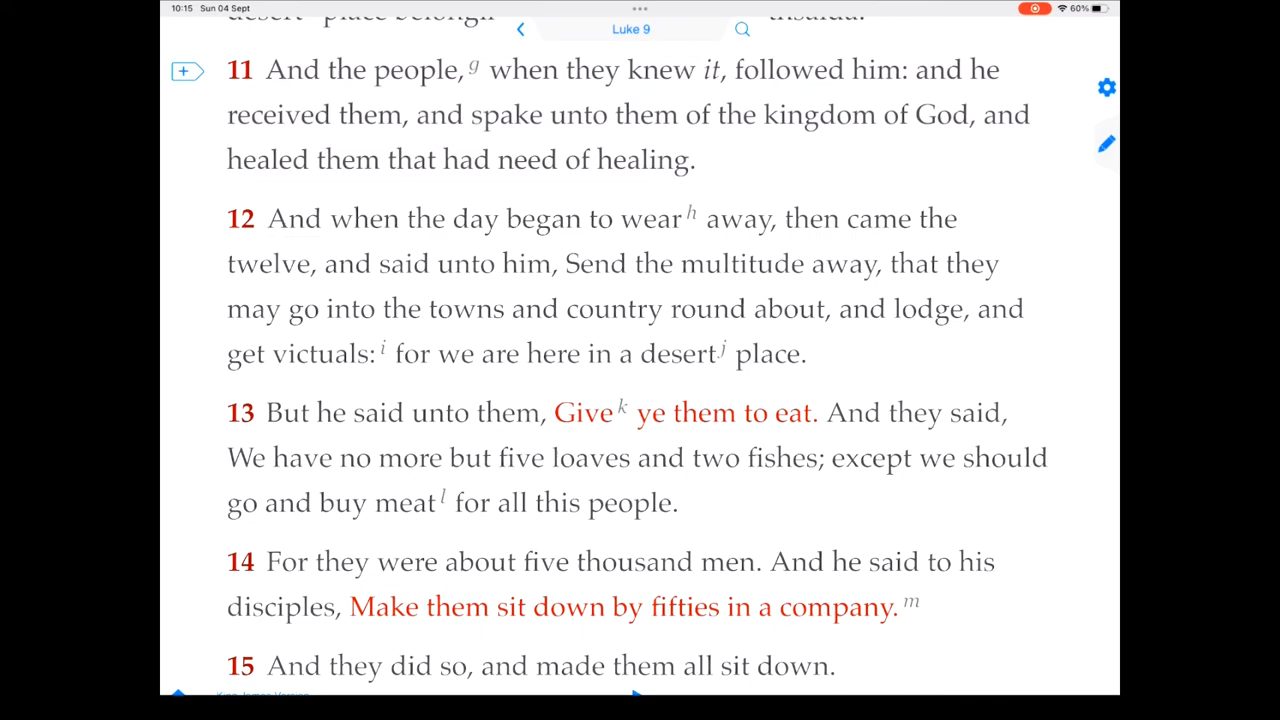 10:15 Sun 04 Sept
60%
Luke 9
11 And the people, g when they knew it, followed him: and he
received them, and spake unto them of the kingdom of God, and
healed them that had need of healing.
12 And when the day began to wear h away, then came the
twelve, and said unto him, Send the multitude away, that they
may go into the towns and country round about, and lodge, and
get victuals: i for we are here in a desert j place.
13 But he said unto them, Give k ye them to eat. And they said,
We have no more but five loaves and two fishes; except we should
go and buy meat l for all this people.
14 For they were about five thousand men. And he said to his
disciples, Make them sit down by fifties in a company. m
15 And they did so, and made them all sit down.